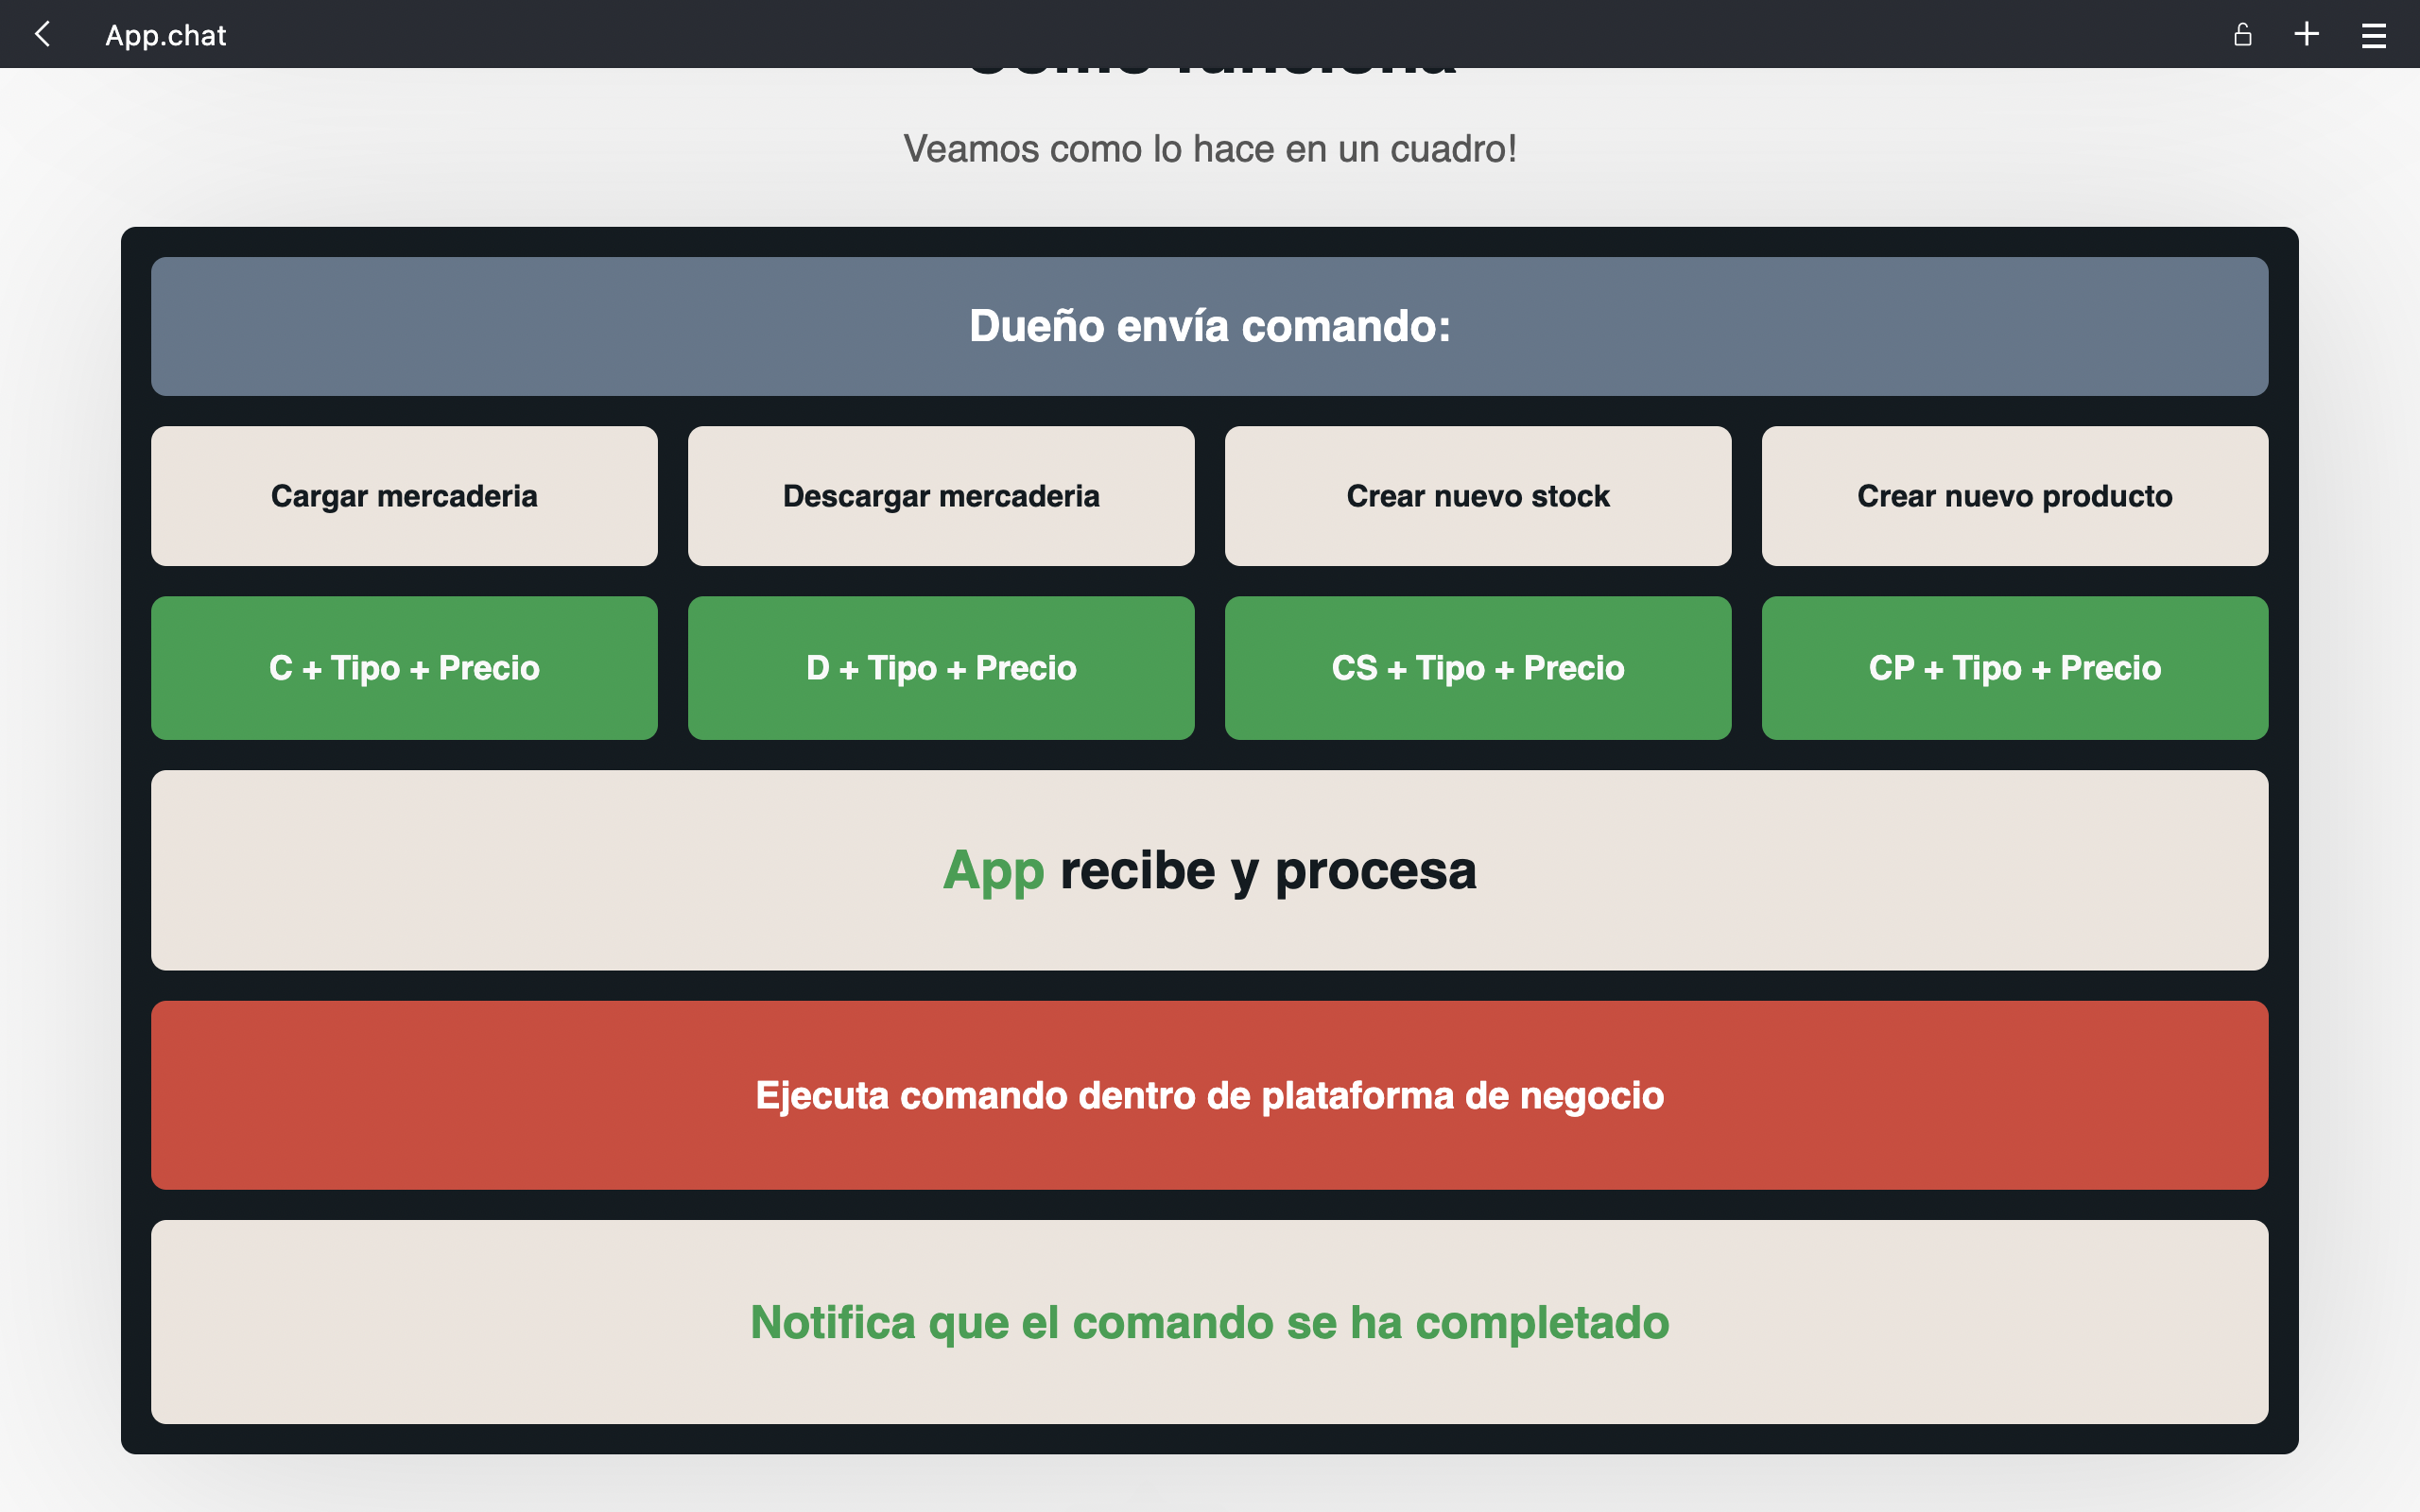 App.chat
Veamos como lo hace en un cuadro!
Dueño envía comando:
Cargar mercaderia
Descargar mercaderia
Crear nuevo stock
Crear nuevo producto
C + Tipo + Precio
D + Tipo + Precio
CS + Tipo + Precio
CP + Tipo + Precio
App recibe y procesa
Ejecuta comando dentro de plataforma de negocio
Notifica que el comando se ha completado